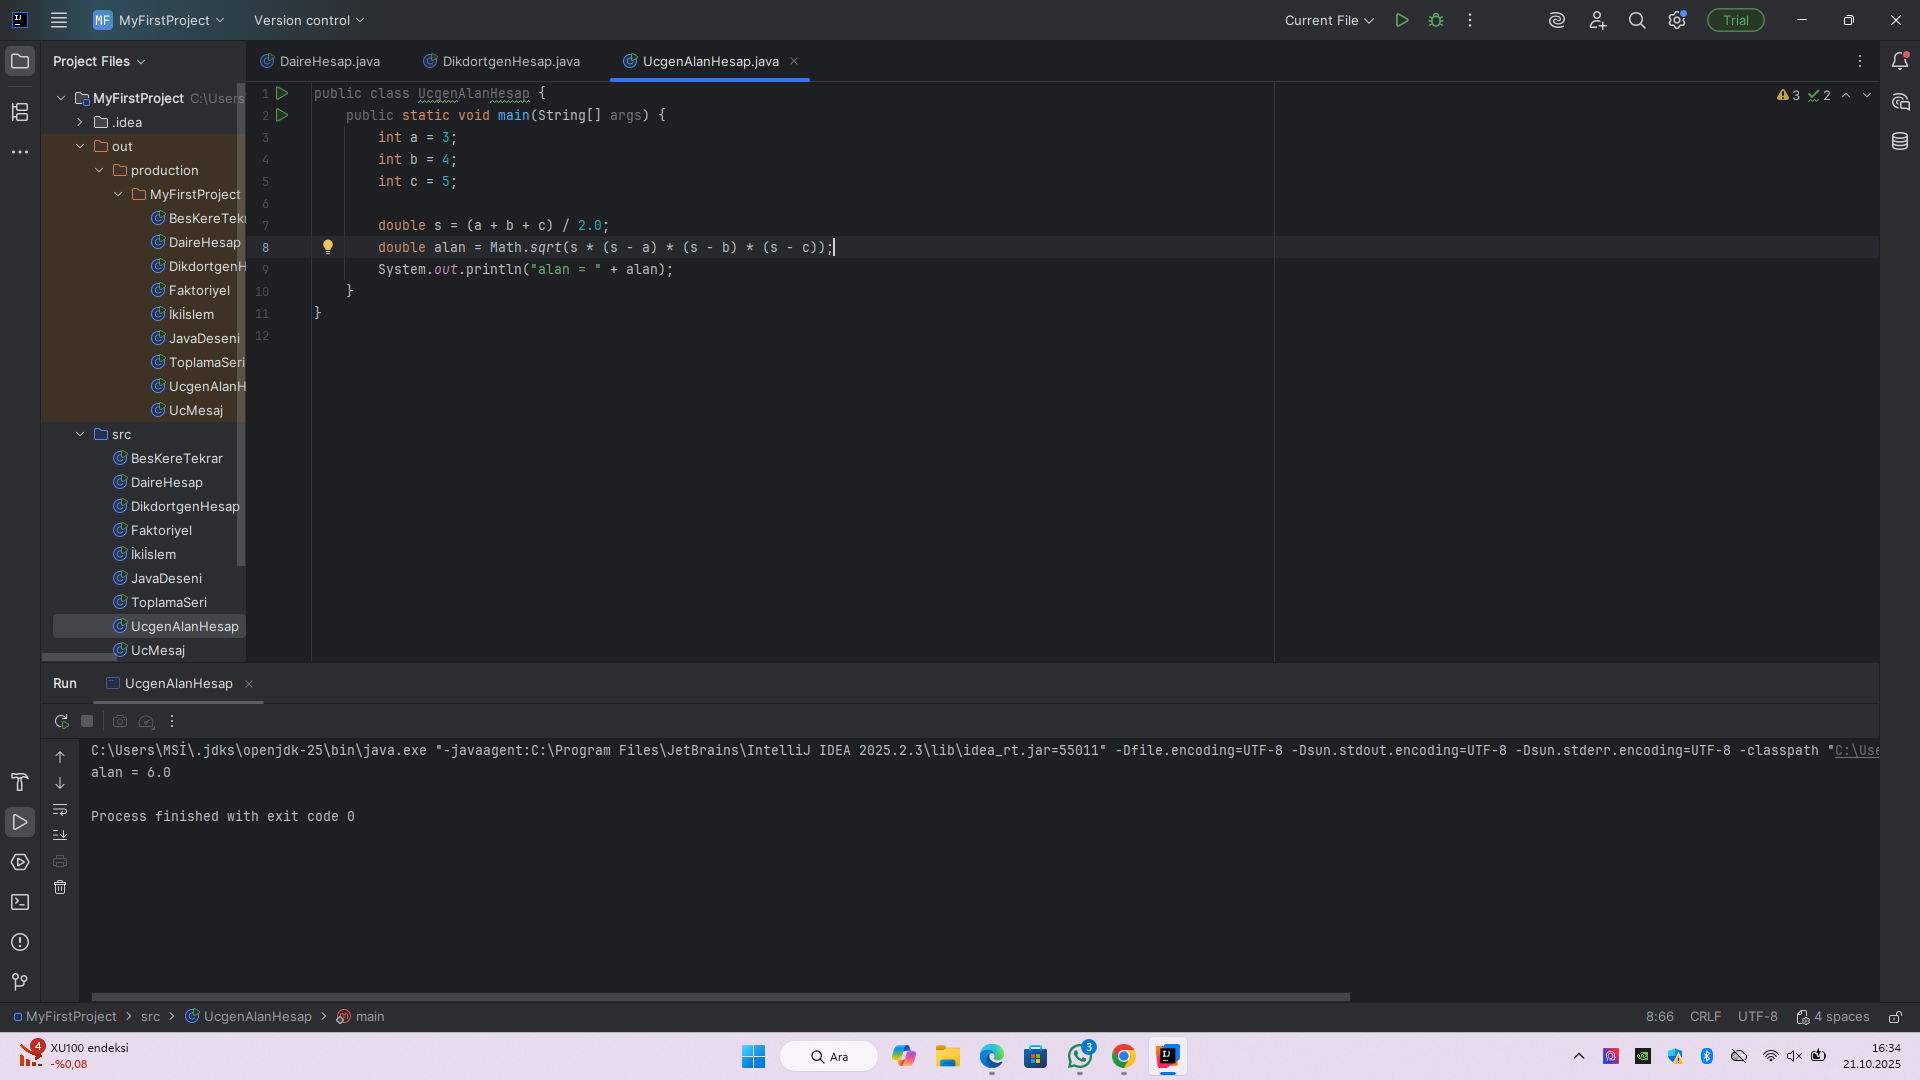 MF MyFirstProject
Version control
Current File
Trial
Project Files
DaireHesap.java
DikdortgenHesap.java
UcgenAlanHesap.java
MyFirstProject C:\Users
.idea
out
production
MyFirstProject
BesKereTekr
DaireHesap
DikdortgenH
Faktoriyel
İkiİslem
JavaDeseni
ToplamaSeri
UcgenAlanH
UcMesaj
src
BesKereTekrar
DaireHesap
DikdortgenHesap
Faktoriyel
İkiİslem
JavaDeseni
ToplamaSeri
UcgenAlanHesap
UcMesaj
3 2
1 public class UcgenAlanHesap {
2 public static void main(String[] args) {
3 int a = 3;
4 int b = 4;
5 int c = 5;
6
7 double s = (a + b + c) / 2.0;
8 double alan = Math.sqrt(s * (s - a) * (s - b) * (s - c));
9 System.out.println("alan = " + alan);
10 }
11 }
12
Run
UcgenAlanHesap
C:\Users\MSİ\.jdks\openjdk-25\bin\java.exe "-javaagent:C:\Program Files\JetBrains\IntelliJ IDEA 2025.2.3\lib\idea_rt.jar=55011" -Dfile.encoding=UTF-8 -Dsun.stdout.encoding=UTF-8 -Dsun.stderr.encoding=UTF-8 -classpath "C:\Use
alan = 6.0
Process finished with exit code 0
MyFirstProject > src > UcgenAlanHesap > main
8:66 CRLF UTF-8 4 spaces
4
XU100 endeksi
-%0,08
Ara
3
16:34
21.10.2025